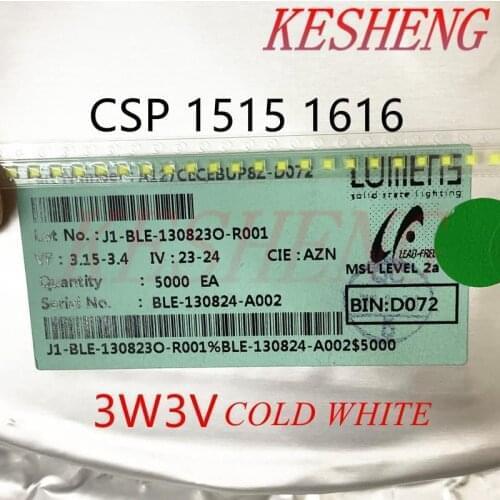 KESHENG
CSP 1515 1616
LUMENS
solid state lighting
Lot No. : J1-BLE-130823O-R001
VF : 3.15-3.4 IV : 23-24 CIE : AZN
LEAD-FREE
MSL LEVEL 2a
Quantity : 5000 EA
Serial No. : BLE-130824-A002
BIN:D072
J1-BLE-130823O-R001%BLE-130824-A002$5000
3W3V COLD WHITE